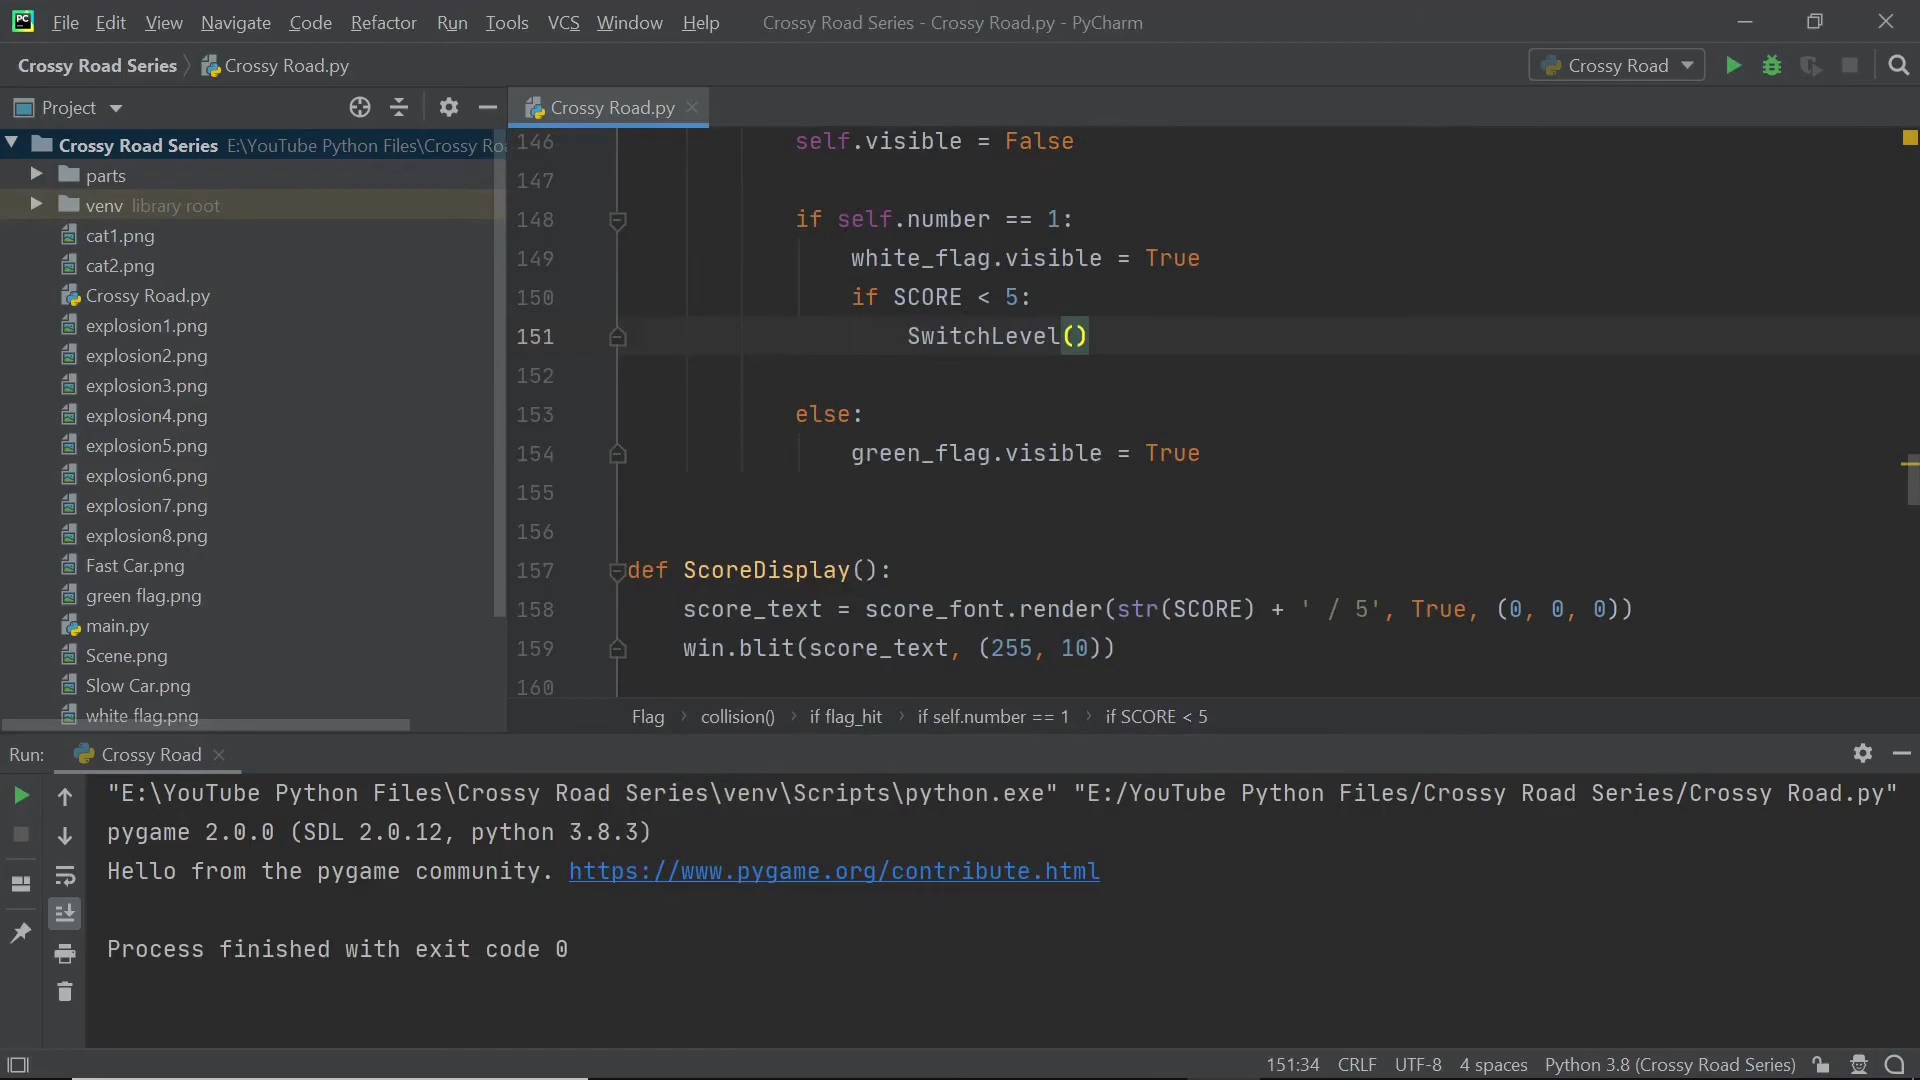 PC File Edit View Navigate Code Refactor Run Tools VCS Window Help Crossy Road Series - Crossy Road.py - PyCharm
Crossy Road Series Crossy Road.py Crossy Road
Project Crossy Road.py
Crossy Road Series E:\YouTube Python Files\Crossy Ro
parts
venv library root
cat1.png
cat2.png
Crossy Road.py
explosion1.png
explosion2.png
explosion3.png
explosion4.png
explosion5.png
explosion6.png
explosion7.png
explosion8.png
Fast Car.png
green flag.png
main.py
Scene.png
Slow Car.png
white flag.png
146 self.visible = False
147
148 if self.number == 1:
149 white_flag.visible = True
150 if SCORE < 5:
151 SwitchLevel()
152
153 else:
154 green_flag.visible = True
155
156
157 def ScoreDisplay():
158 score_text = score_font.render(str(SCORE) + ' / 5', True, (0, 0, 0))
159 win.blit(score_text, (255, 10))
160
Flag collision() if flag_hit if self.number == 1 if SCORE < 5
Run: Crossy Road
"E:\YouTube Python Files\Crossy Road Series\venv\Scripts\python.exe" "E:/YouTube Python Files/Crossy Road Series/Crossy Road.py"
pygame 2.0.0 (SDL 2.0.12, python 3.8.3)
Hello from the pygame community. https://www.pygame.org/contribute.html
Process finished with exit code 0
151:34 CRLF UTF-8 4 spaces Python 3.8 (Crossy Road Series)